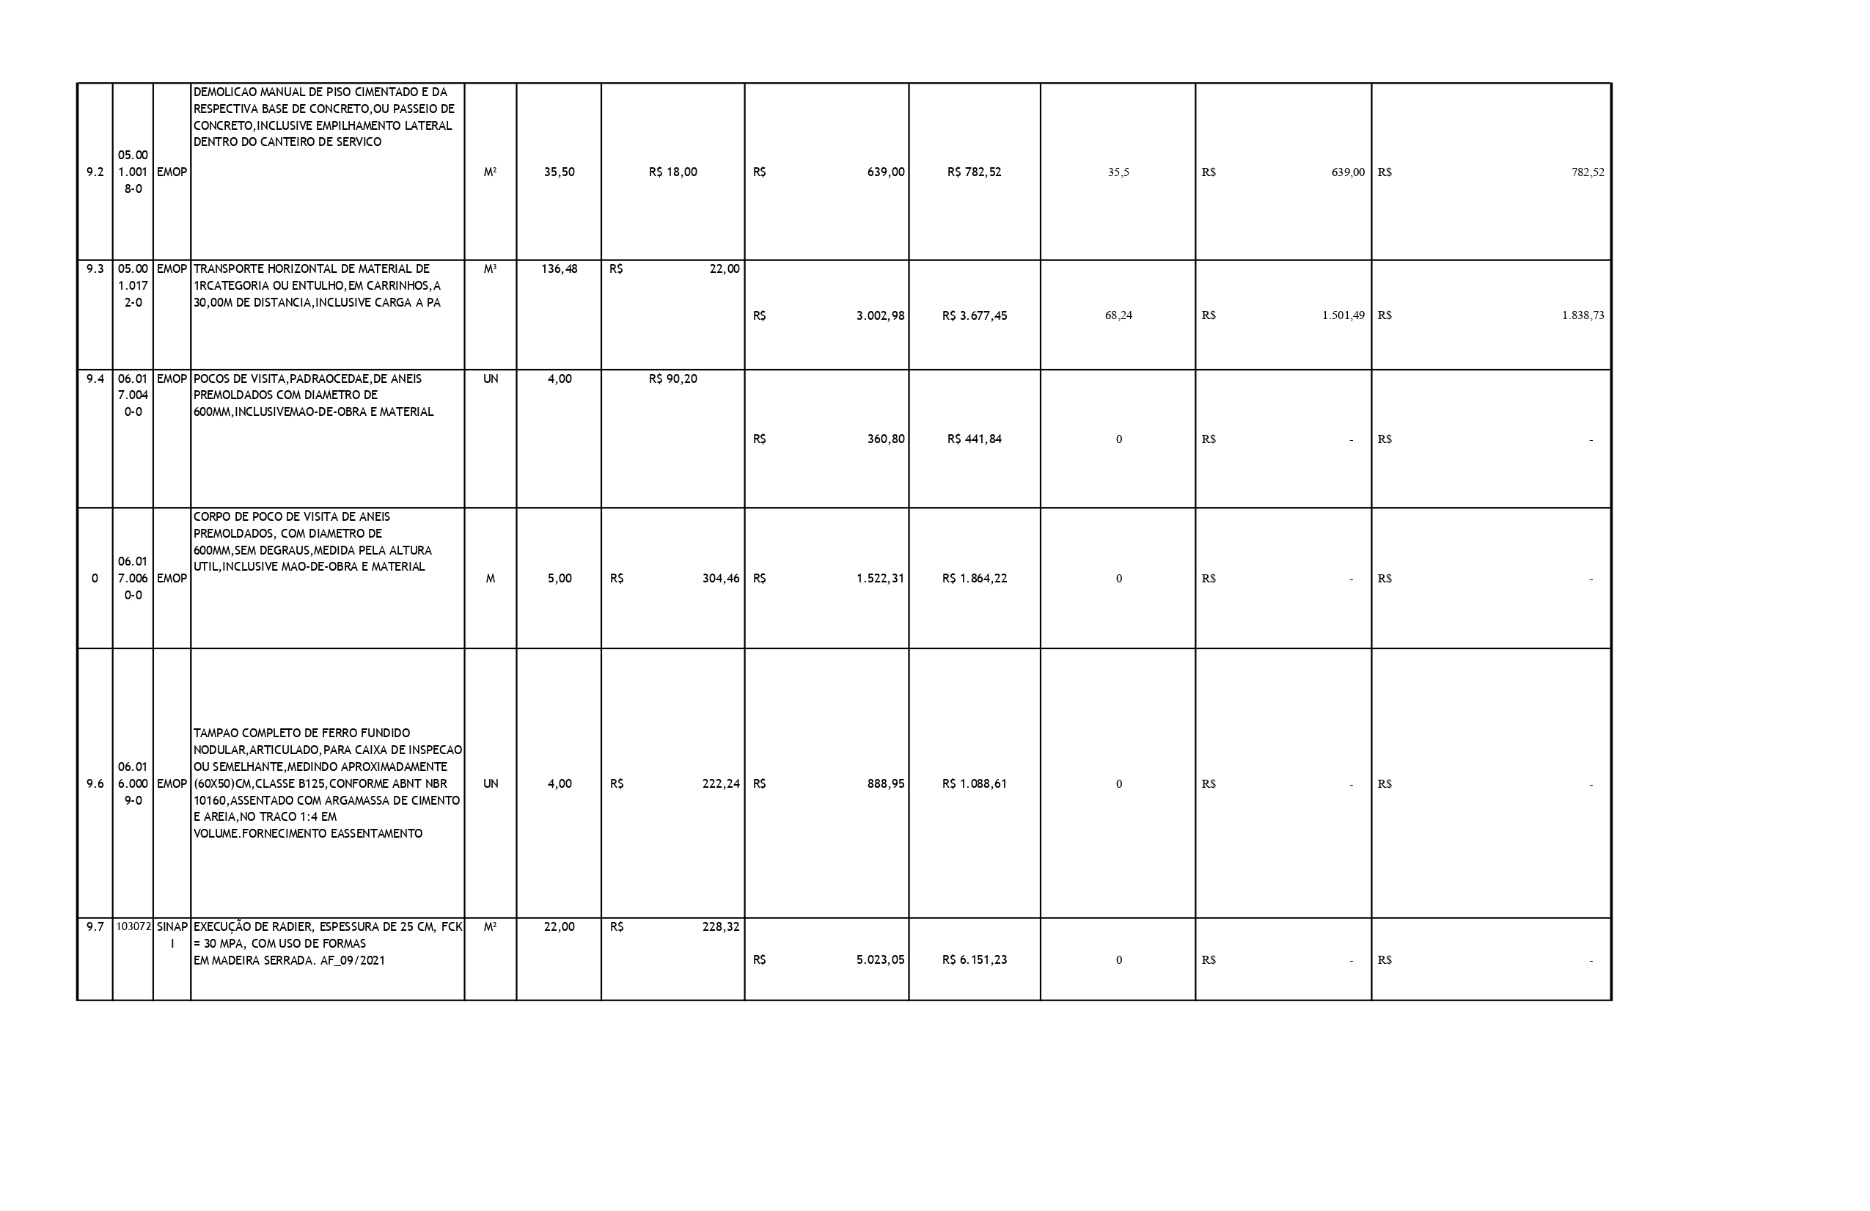 DEMOLICAO MANUAL DE PISO CIMENTADO E DA
RESPECTIVA BASE DE CONCRETO,OU PASSEIO DE
CONCRETO,INCLUSIVE EMPILHAMENTO LATERAL
DENTRO DO CANTEIRO DE SERVICO
05.00
9.2 1.001 EMOP M² 35,50 R$ 18,00 R$ 639,00 R$ 782,52 35,5 R$ 639,00 R$ 782,52
8-0
9.3 05.00 EMOP TRANSPORTE HORIZONTAL DE MATERIAL DE M³ 136,48 R$ 22,00
1.017 1RCATEGORIA OU ENTULHO,EM CARRINHOS,A
2-0 30,00M DE DISTANCIA,INCLUSIVE CARGA A PA
R$ 3.002,98 R$ 3.677,45 68,24 R$ 1.501,49 R$ 1.838,73
9.4 06.01 EMOP POCOS DE VISITA,PADRAOCEDAE,DE ANEIS UN 4,00 R$ 90,20
7.004 PREMOLDADOS COM DIAMETRO DE
0-0 600MM,INCLUSIVEMAO-DE-OBRA E MATERIAL
R$ 360,80 R$ 441,84 0 R$ - R$ -
CORPO DE POCO DE VISITA DE ANEIS
PREMOLDADOS, COM DIAMETRO DE
600MM,SEM DEGRAUS,MEDIDA PELA ALTURA
UTIL,INCLUSIVE MAO-DE-OBRA E MATERIAL
06.01
0 7.006 EMOP M 5,00 R$ 304,46 R$ 1.522,31 R$ 1.864,22 0 R$ - R$ -
0-0
TAMPAO COMPLETO DE FERRO FUNDIDO
NODULAR,ARTICULADO,PARA CAIXA DE INSPECAO
06.01 OU SEMELHANTE,MEDINDO APROXIMADAMENTE
9.6 6.000 EMOP (60X50)CM,CLASSE B125,CONFORME ABNT NBR UN 4,00 R$ 222,24 R$ 888,95 R$ 1.088,61 0 R$ - R$ -
9-0 10160,ASSENTADO COM ARGAMASSA DE CIMENTO
E AREIA,NO TRACO 1:4 EM
VOLUME.FORNECIMENTO EASSENTAMENTO
9.7 103072 SINAP EXECUÇÃO DE RADIER, ESPESSURA DE 25 CM, FCK M² 22,00 R$ 228,32
I = 30 MPA, COM USO DE FORMAS
EM MADEIRA SERRADA. AF_09/2021
R$ 5.023,05 R$ 6.151,23 0 R$ - R$ -